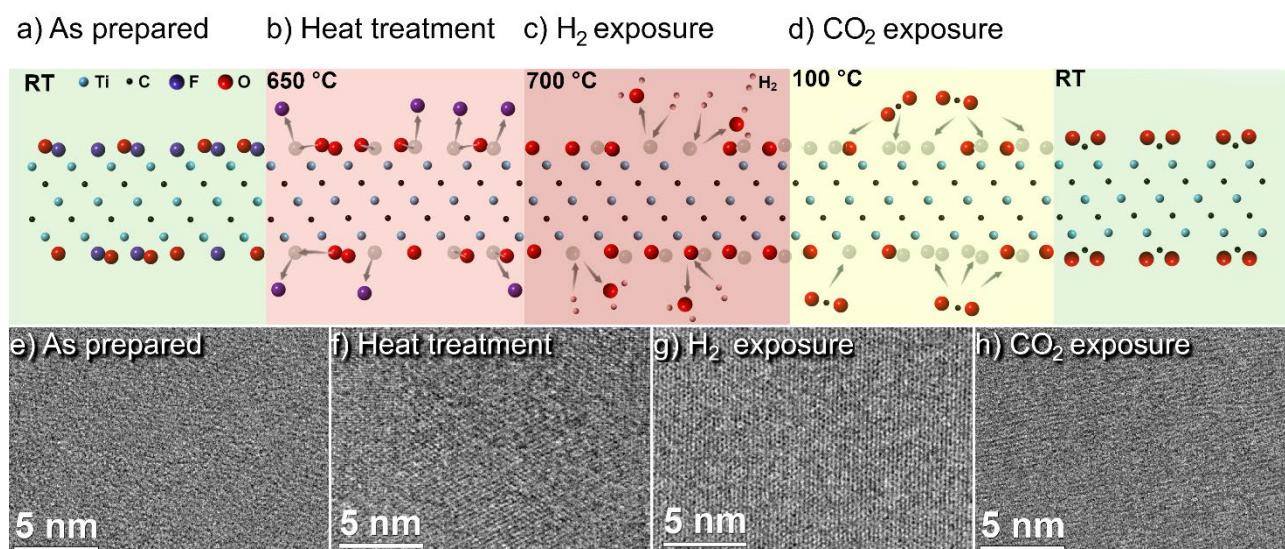 a) As prepared
b) Heat treatment
c) H₂ exposure
d) CO₂ exposure
RT
650 °C
700 °C
H₂
100 °C
RT
Ti C F O
e) As prepared
f) Heat treatment
g) H₂ exposure
h) CO₂ exposure
5 nm
5 nm
5 nm
5 nm